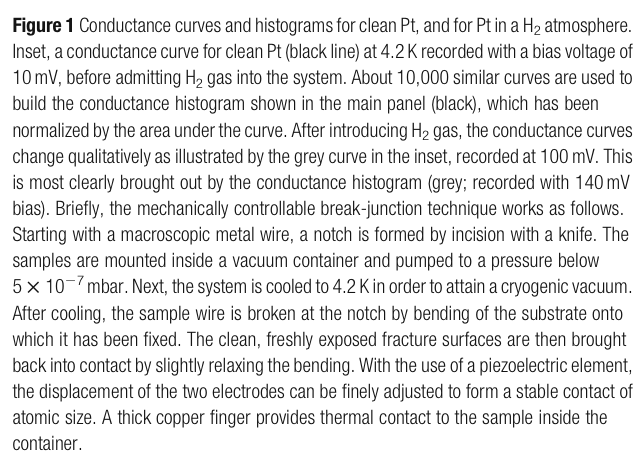 Figure 1 Conductance curves and histograms for clean Pt, and for Pt in a H2 atmosphere.
Inset, a conductance curve for clean Pt (black line) at 4.2 K recorded with a bias voltage of
10 mV, before admitting H2 gas into the system. About 10,000 similar curves are used to
build the conductance histogram shown in the main panel (black), which has been
normalized by the area under the curve. After introducing H2 gas, the conductance curves
change qualitatively as illustrated by the grey curve in the inset, recorded at 100 mV. This
is most clearly brought out by the conductance histogram (grey; recorded with 140 mV
bias). Briefly, the mechanically controllable break-junction technique works as follows.
Starting with a macroscopic metal wire, a notch is formed by incision with a knife. The
samples are mounted inside a vacuum container and pumped to a pressure below
5 × 10⁻⁷ mbar. Next, the system is cooled to 4.2 K in order to attain a cryogenic vacuum.
After cooling, the sample wire is broken at the notch by bending of the substrate onto
which it has been fixed. The clean, freshly exposed fracture surfaces are then brought
back into contact by slightly relaxing the bending. With the use of a piezoelectric element,
the displacement of the two electrodes can be finely adjusted to form a stable contact of
atomic size. A thick copper finger provides thermal contact to the sample inside the
container.